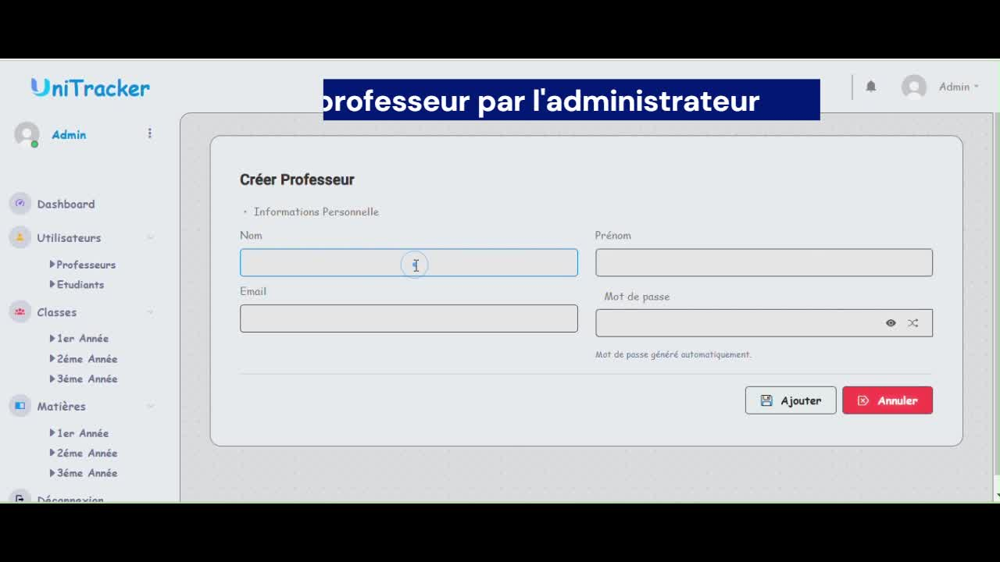 UniTracker
professeur par l'administrateur
Admin
Admin
Dashboard
Utilisateurs
Professeurs
Etudiants
Classes
1er Année
2éme Année
3éme Année
Matières
1er Année
2éme Année
3éme Année
Déconnexion
Créer Professeur
Informations Personnelle
Nom
Prénom
Email
Mot de passe
Mot de passe généré automatiquement.
Ajouter
Annuler